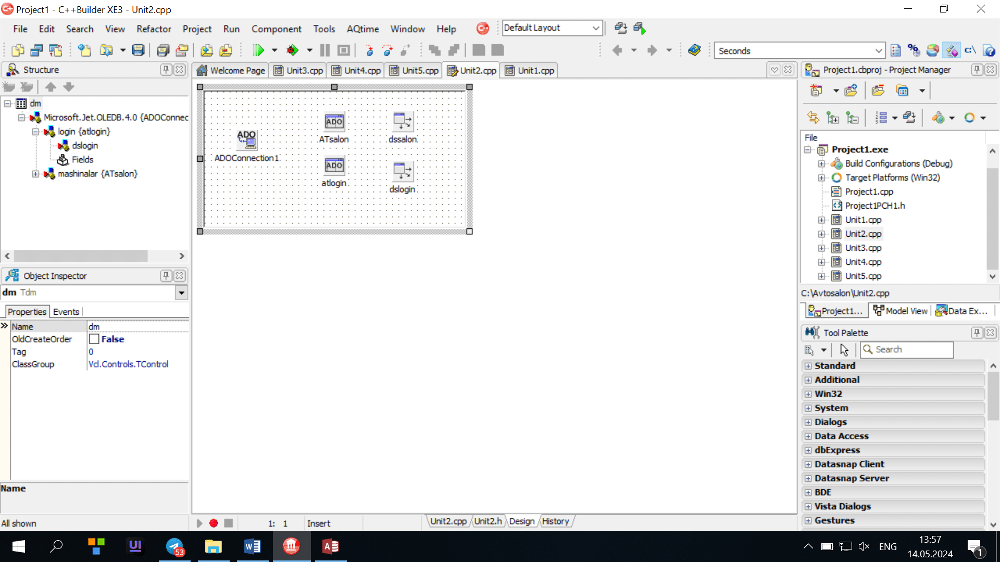 Project1 - C++Builder XE3 - Unit2.cpp
File Edit Search View Refactor Project Run Component Tools AQtime Window Help
Default Layout
Seconds
Structure
Welcome Page Unit3.cpp Unit4.cpp Unit5.cpp Unit2.cpp Unit1.cpp
Project1.cbproj - Project Manager
dm
Microsoft.Jet.OLEDB.4.0 {ADOConnec
login {atlogin}
dslogin
Fields
mashinalar {ATsalon}
ADO
ADOConnection1
ADO
ATsalon
dssalon
ADO
atlogin
dslogin
File
Project1.exe
Build Configurations (Debug)
Target Platforms (Win32)
Project1.cpp
Project1PCH1.h
Unit1.cpp
Unit2.cpp
Unit3.cpp
Unit4.cpp
Unit5.cpp
C:\Avtosalon\Unit2.cpp
Project1... Model View Data Ex...
Object Inspector
dm Tdm
Properties Events
Name dm
OldCreateOrder False
Tag 0
ClassGroup Vcl.Controls.TControl
Name
All shown
Tool Palette
Search
Standard
Additional
Win32
System
Dialogs
Data Access
dbExpress
Datasnap Client
Datasnap Server
BDE
Vista Dialogs
Gestures
1: 1 Insert
Unit2.cpp Unit2.h Design History
UI
53
ENG
13:57
14.05.2024
1